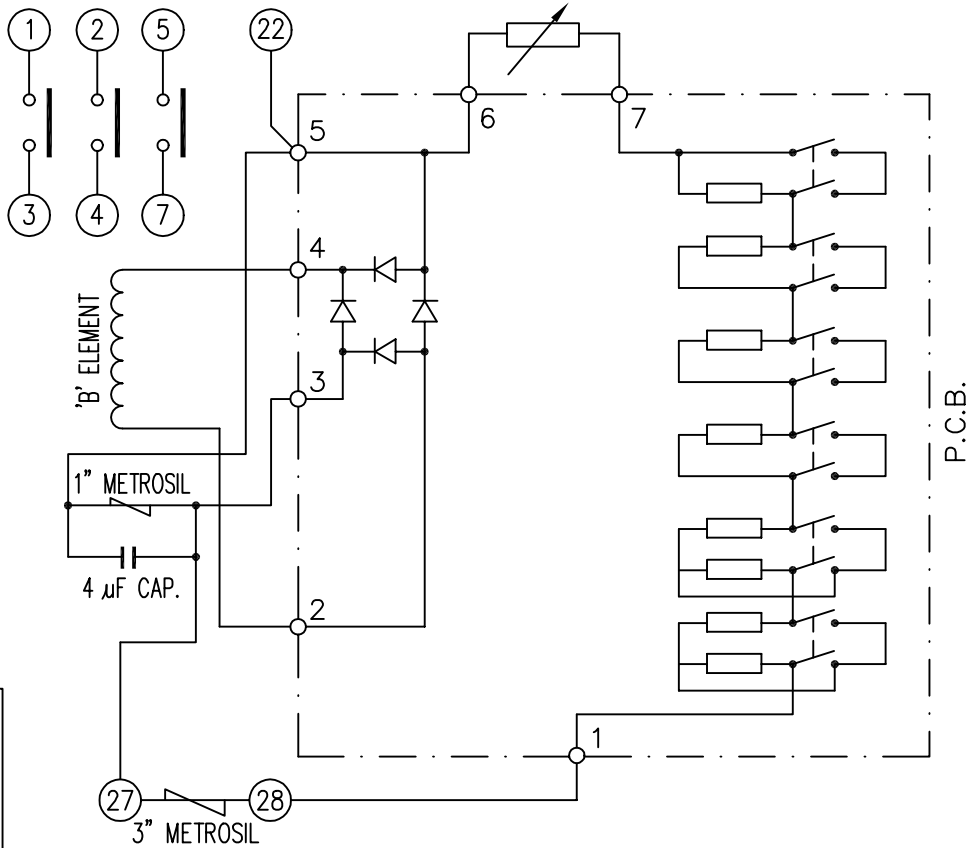 1 2 5 22
3 4 7
5
6
7
4
'B' ELEMENT
3
P.C.B.
1” METROSIL
4 µF CAP.
2
1
27 28
3” METROSIL